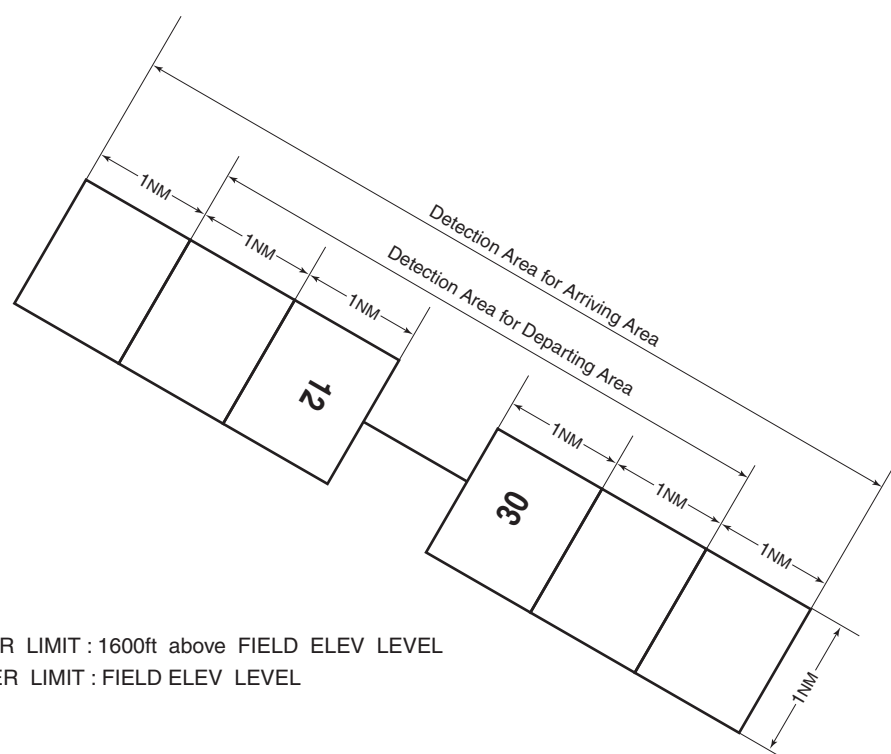 Detection Area for Arriving Area
Detection Area for Departing Area
1NM
1NM
1NM
12
30
1NM
1NM
1NM
1NM
R LIMIT : 1600ft above FIELD ELEV LEVEL
ER LIMIT : FIELD ELEV LEVEL